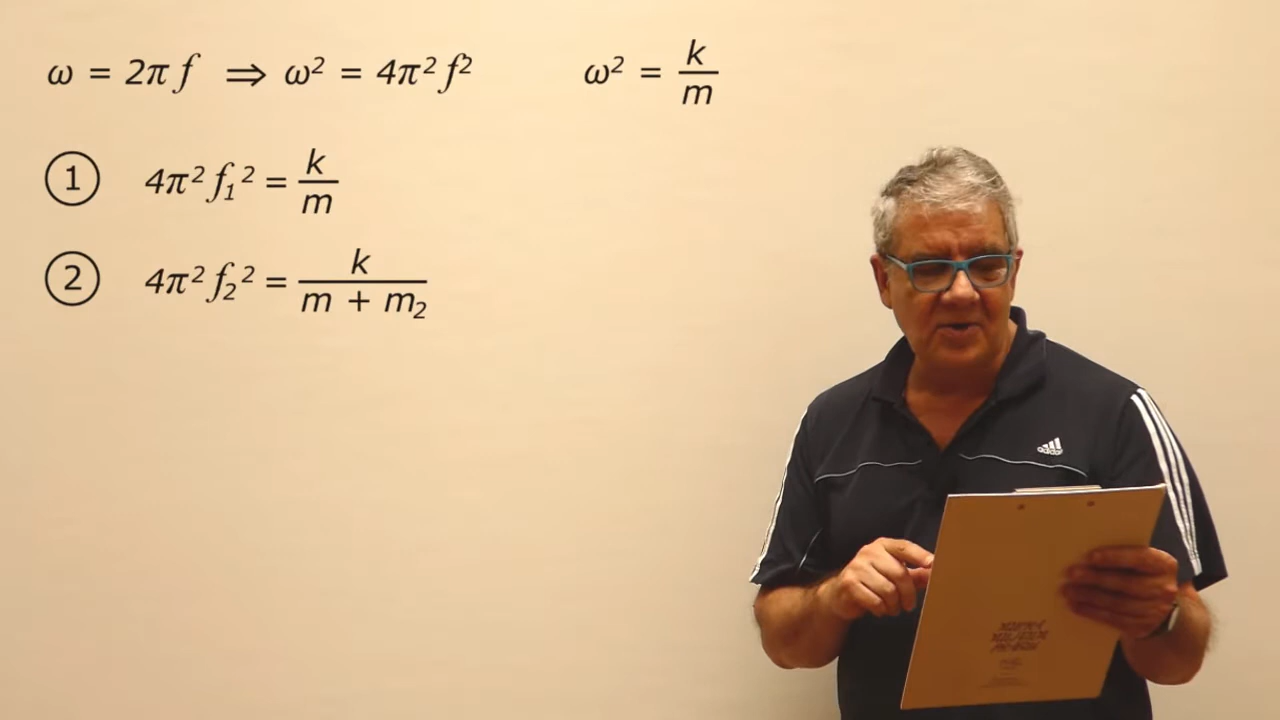 ω = 2π f ⇒ ω² = 4π² f² ω² = k/m
① 4π² f₁² = k/m
② 4π² f₂² = k/(m + m₂)
adidas